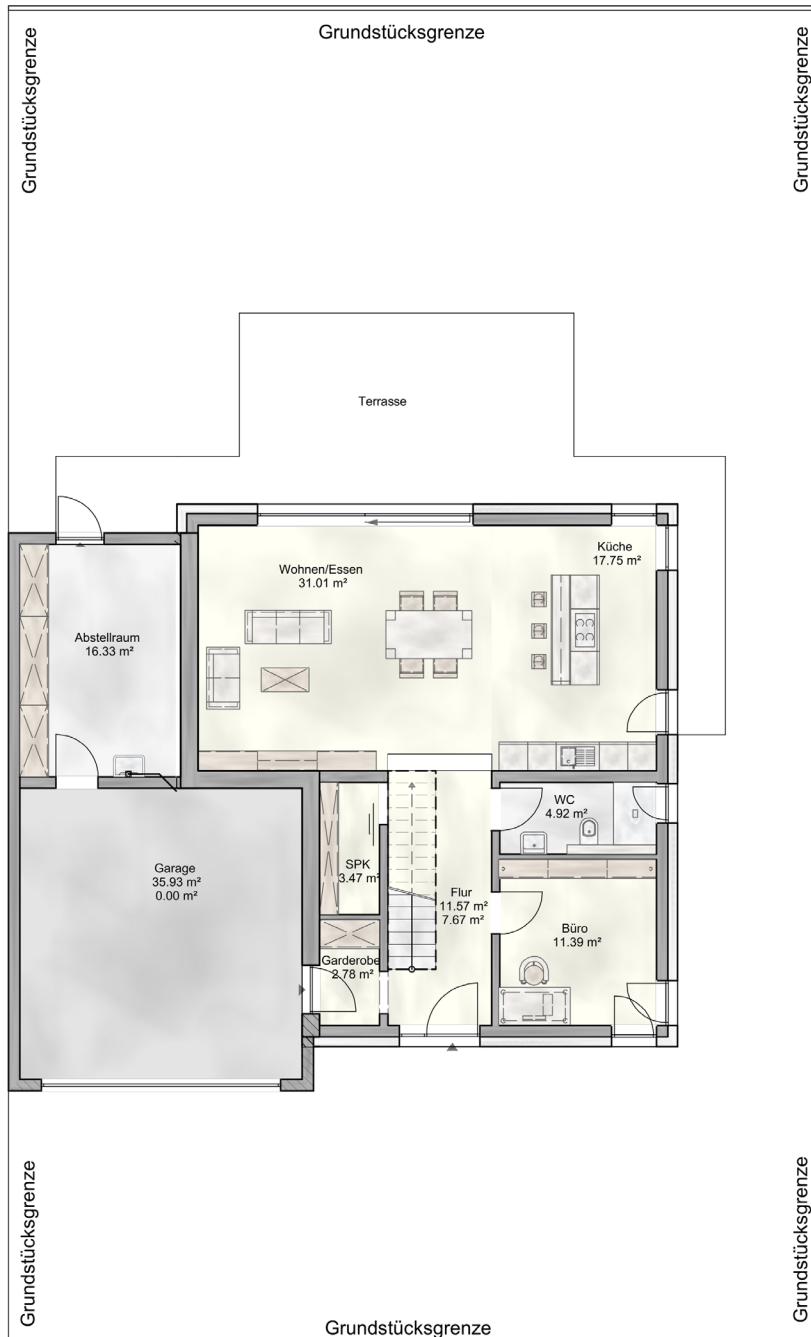 Grundstücksgrenze
Grundstücksgrenze
Grundstücksgrenze
Terrasse
Wohnen/Essen
31.01 m²
Küche
17.75 m²
Abstellraum
16.33 m²
WC
4.92 m²
SPK
3.47 m²
Garage
35.93 m²
0.00 m²
Flur
11.57 m²
7.67 m²
Büro
11.39 m²
Garderobe
2.78 m²
Grundstücksgrenze
Grundstücksgrenze
Grundstücksgrenze